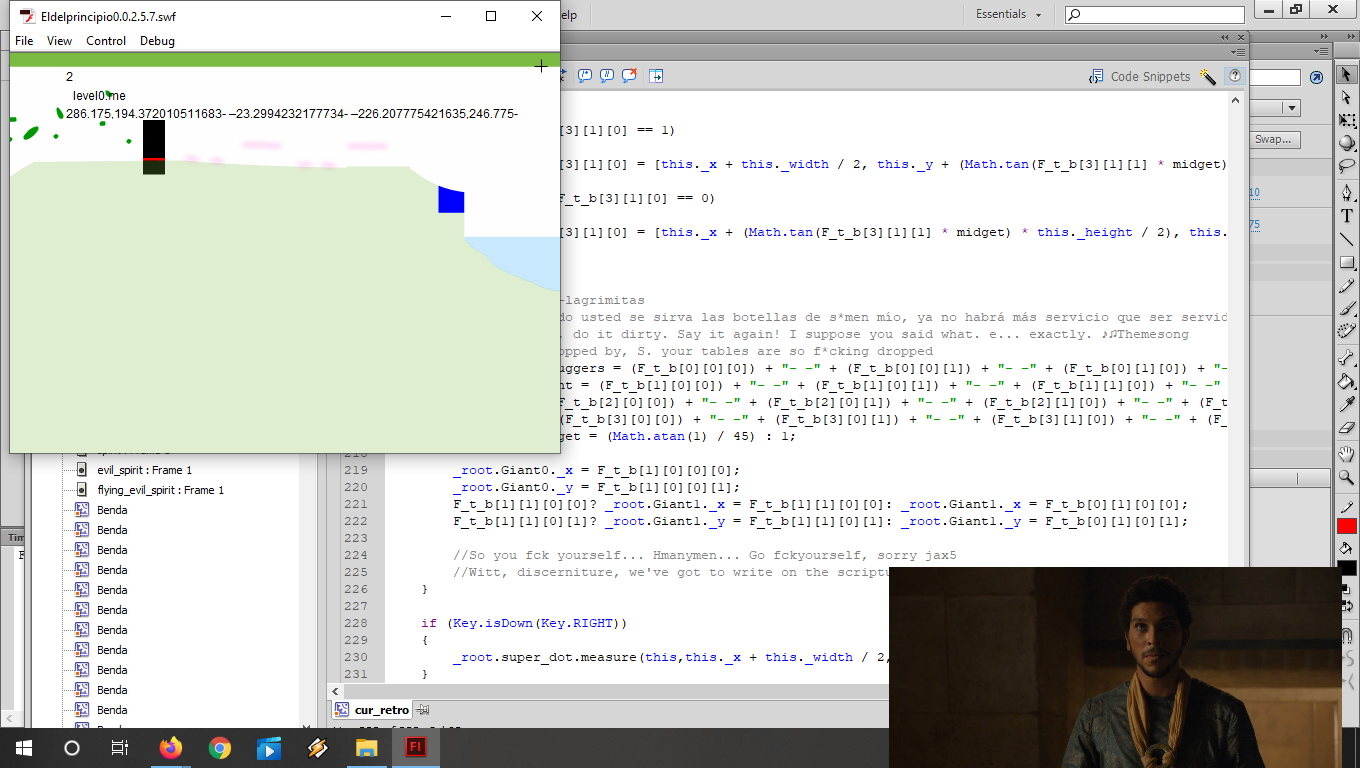 Eldelprincipio0.0.2.5.7.swf
File View Control Debug
elp
Essentials
2
level0.me
286.175,194.372010511683- –23.2994232177734- –226.207775421635,246.775-
Code Snippets
Swap...
10
75
[3][1][0] == 1)
[3][1][0] = [this._x + this._width / 2, this._y + (Math.tan(F_t_b[3][1][1] * midget)
F_t_b[3][1][0] == 0)
[3][1][0] = [this._x + (Math.tan(F_t_b[3][1][1] * midget) * this._height / 2), this.
-lagrimitas
do usted se sirva las botellas de s*men mío, ya no habrá más servicio que ser servid
, do it dirty. Say it again! I suppose you said what. e... exactly. ♪♫Themesong
opped by, S. your tables are so f*cking dropped
uggers = (F_t_b[0][0][0]) + "- -" + (F_t_b[0][0][1]) + "- -" + (F_t_b[0][1][0]) + "-
nt = (F_t_b[1][0][0]) + "- -" + (F_t_b[1][0][1]) + "- -" + (F_t_b[1][1][0]) + "- -"
F_t_b[2][0][0]) + "- -" + (F_t_b[2][0][1]) + "- -" + (F_t_b[2][1][0]) + "- -" + (F_t
(F_t_b[3][0][0]) + "- -" + (F_t_b[3][0][1]) + "- -" + (F_t_b[3][1][0]) + "- -" + (F_
get = (Math.atan(1) / 45) : 1;
219 _root.Giant0._x = F_t_b[1][0][0][0];
220 _root.Giant0._y = F_t_b[1][0][0][1];
221 F_t_b[1][1][0][0]? _root.Giant1._x = F_t_b[1][1][0][0]: _root.Giant1._x = F_t_b[0][1][0][0];
222 F_t_b[1][1][0][1]? _root.Giant1._y = F_t_b[1][1][0][1]: _root.Giant1._y = F_t_b[0][1][0][1];
223
224 //So you fck yourself... Hmanymen... Go fckyourself, sorry jax5
225 //Witt, discerniture, we've got to write on the scriptu
226 }
227
228 if (Key.isDown(Key.RIGHT))
229 {
230 _root.super_dot.measure(this,this._x + this._width / 2,
231 }
evil_spirit : Frame 1
flying_evil_spirit : Frame 1
Benda
Benda
Benda
Benda
Benda
Benda
Benda
Benda
Benda
Benda
Benda
Tim
cur_retro
Fl